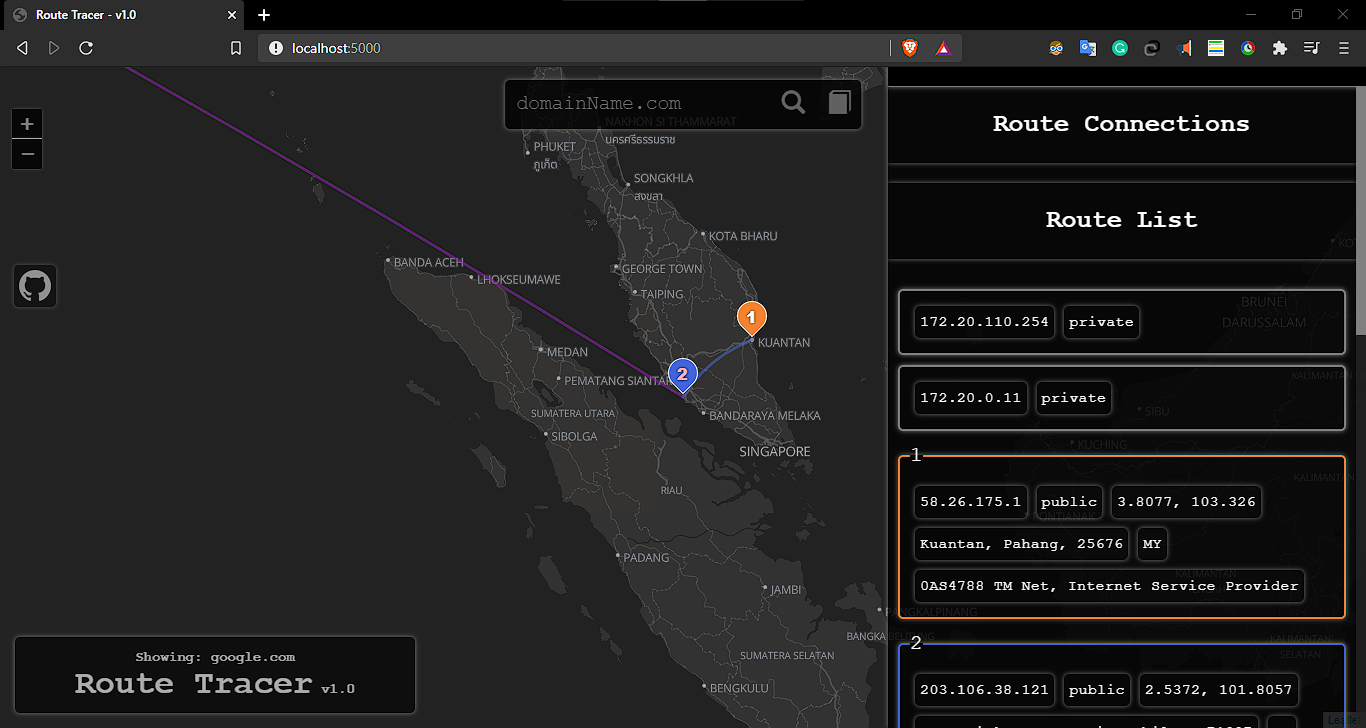 Route Tracer - v1.0
localhost:5000
domainName.com
NAKHON SI THAMMARAT
นครศรีธรรมราช
PHUKET
ภูเก็ต
SONGKHLA
สงขลา
KOTA BHARU
BANDA ACEH
LHOKSEUMAWE
GEORGE TOWN
TAIPING
1
KUANTAN
MEDAN
2
PEMATANG SIANTAR
SUMATERA UTARA
BANDARAYA MELAKA
SIBOLGA
SINGAPORE
RIAU
PADANG
JAMBI
PANGKALPINANG
BANGKA BELITUNG
SUMATERA SELATAN
BENGKULU
Showing: google.com
Route Tracer v1.0
Route Connections
Route List
BRUNEI
DARUSSALAM
172.20.110.254 private
KALIMANTAN
172.20.0.11 private
SIBU
KUCHING
1
KALIMANTAN
58.26.175.1 public 3.8077, 103.326
PONTIANAK
Kuantan, Pahang, 25676 MY
KALIMANTAN
0AS4788 TM Net, Internet Service Provider
KALIMANTAN
SELATAN
2
203.106.38.121 public 2.5372, 101.8057